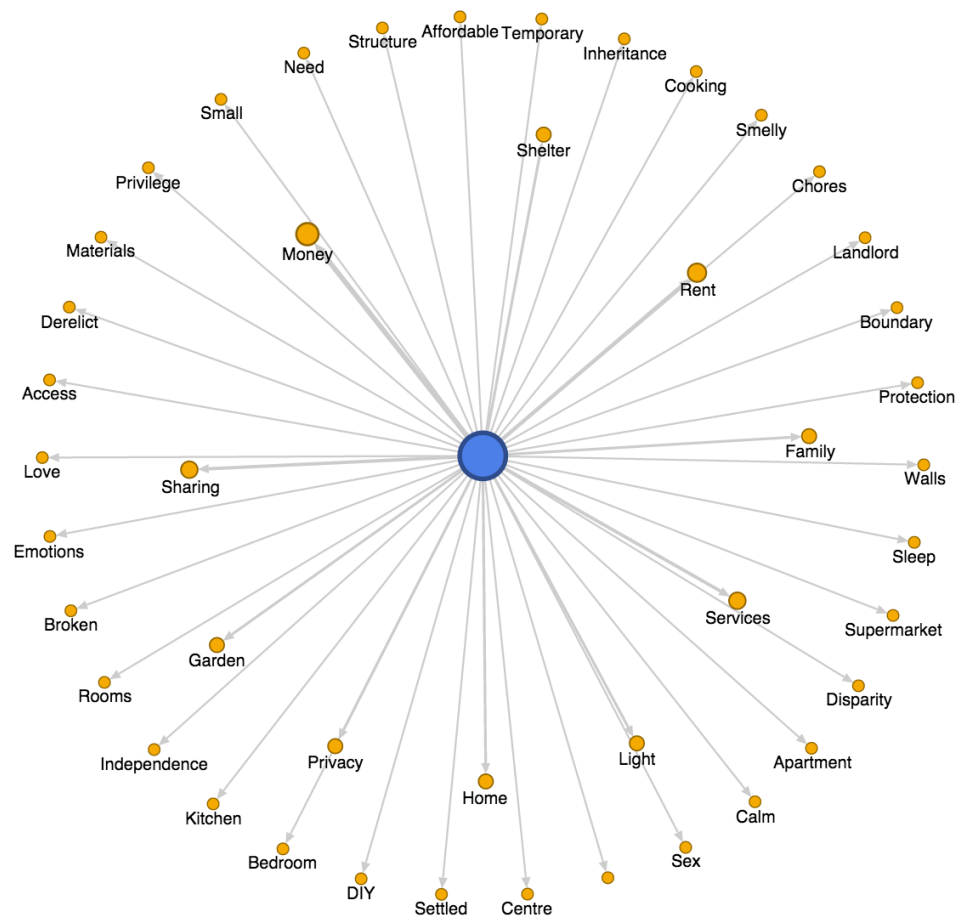 Affordable
Temporary
Structure
Inheritance
Need
Cooking
Small
Smelly
Shelter
Privilege
Chores
Materials
Money
Landlord
Rent
Derelict
Boundary
Access
Protection
Family
Love
Sharing
Walls
Emotions
Sleep
Broken
Services
Supermarket
Garden
Rooms
Disparity
Independence
Privacy
Light
Apartment
Home
Kitchen
Calm
Bedroom
Sex
DIY
Settled
Centre